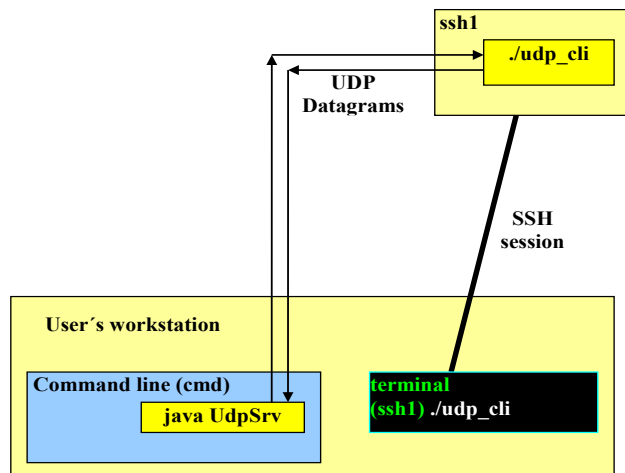 ssh1
./udp_cli
UDP
Datagrams
SSH
session
User´s workstation
Command line (cmd)
java UdpSrv
terminal
(ssh1) ./udp_cli